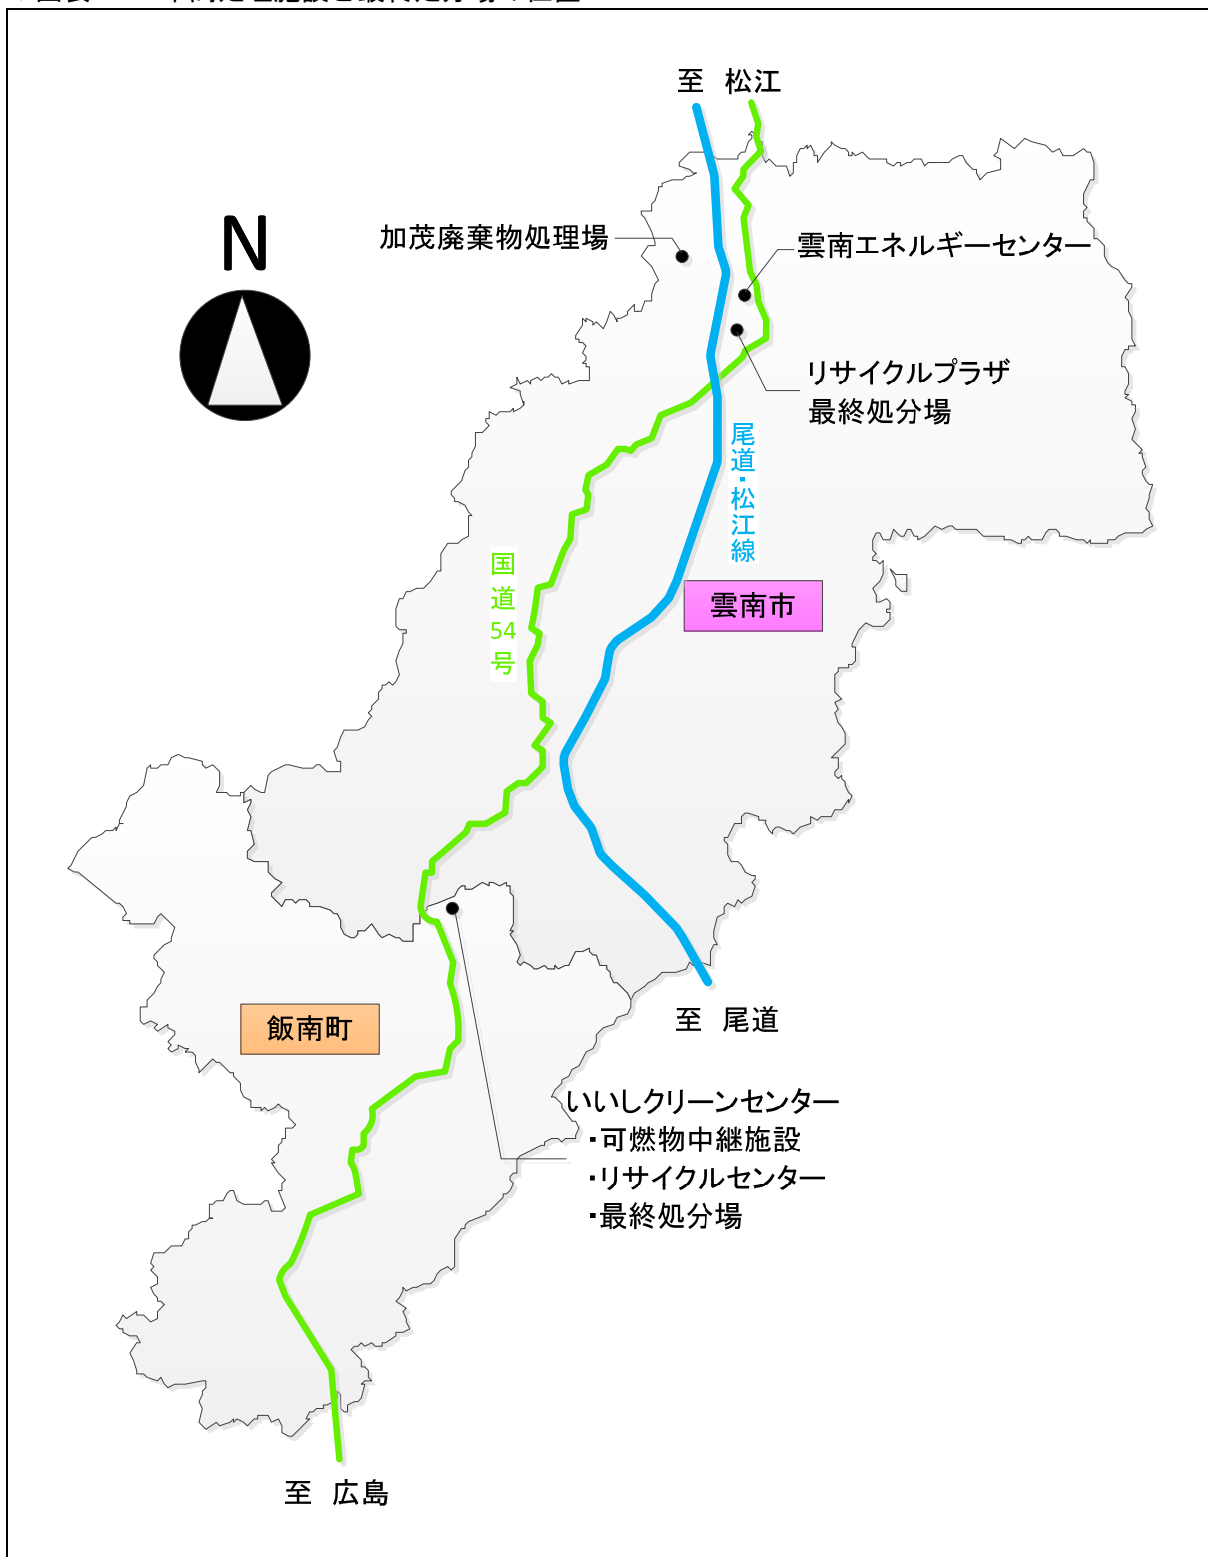 至 松江
N
加茂廃棄物処理場
雲南エネルギーセンター
リサイクルプラザ
最終処分場
尾道・松江線
国道54号
雲南市
飯南町
至 尾道
いいしクリーンセンター
・可燃物中継施設
・リサイクルセンター
・最終処分場
至 広島